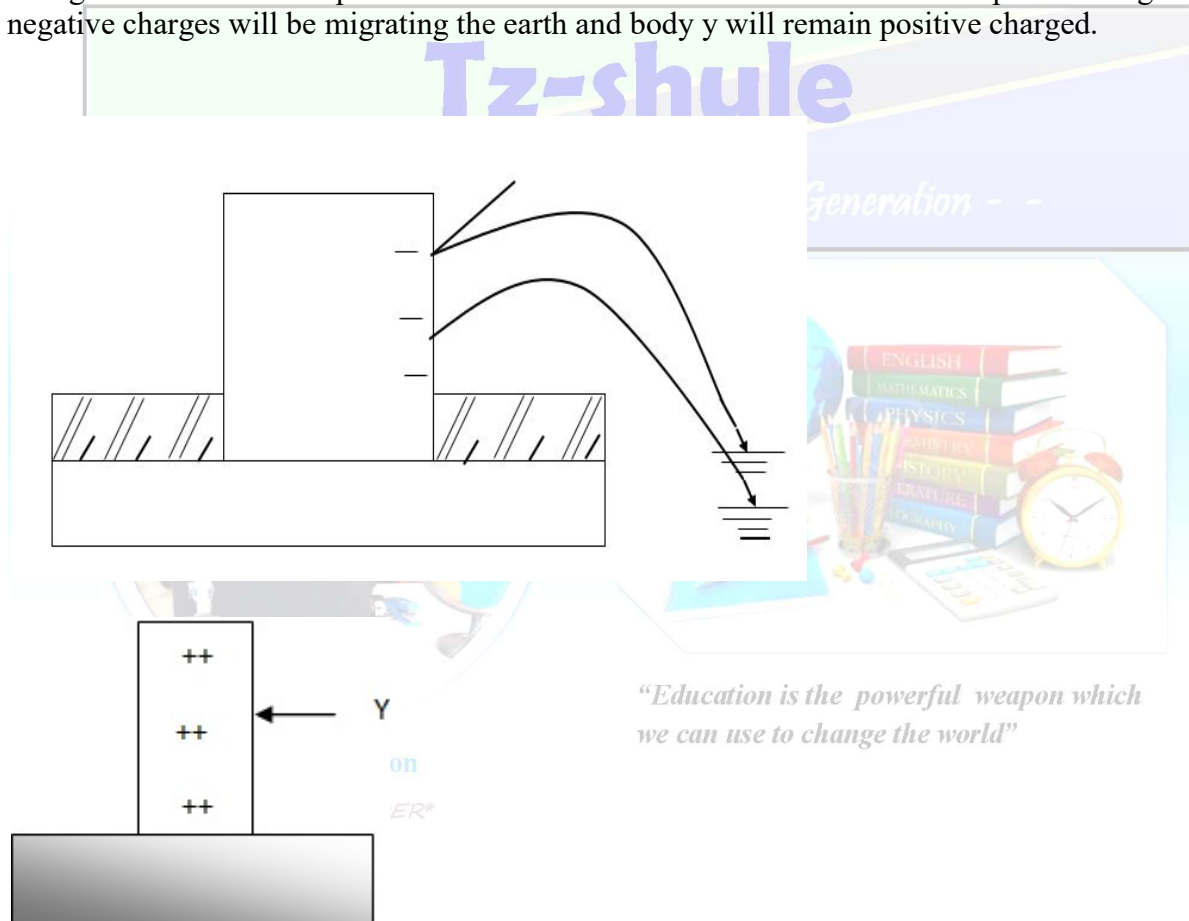 negative charges will be migrating the earth and body y will remain positive charged.
Tz-shule
Generation - -
ENGLISH
MATHEMATICS
PHYSICS
++
Y
++
++
“Education is the powerful weapon which
we can use to change the world”
on
ER*